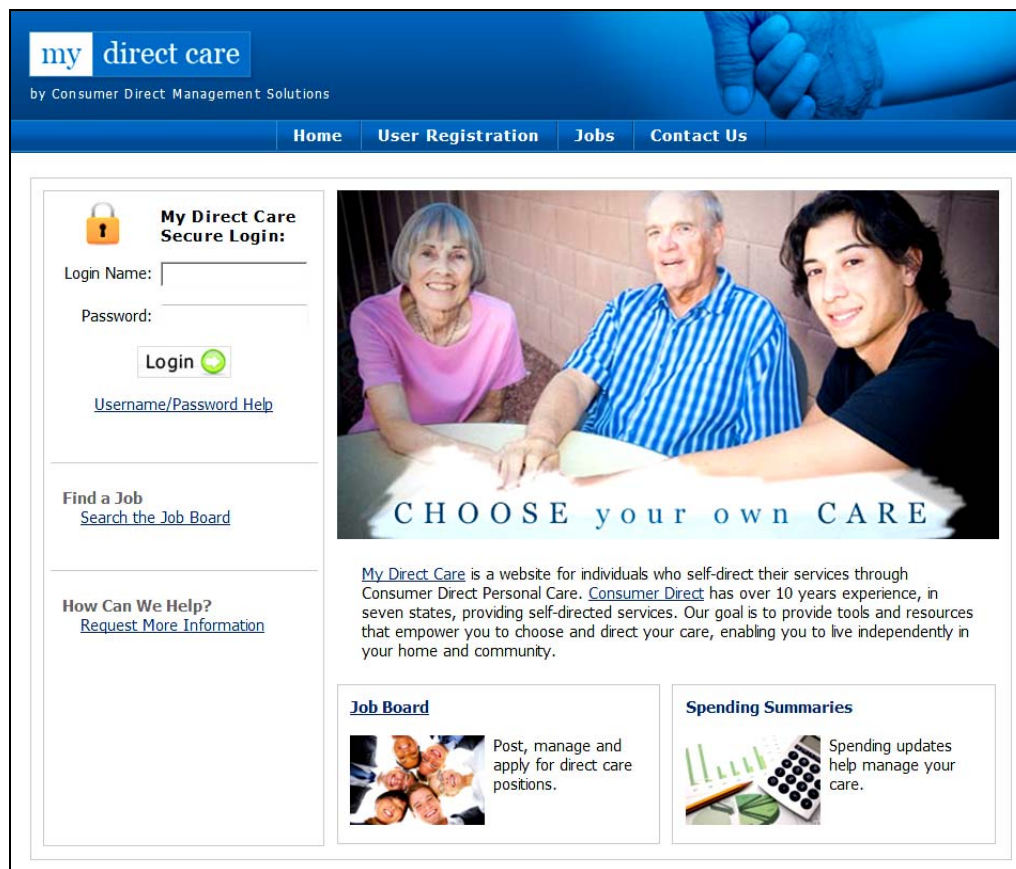 my direct care
by Consumer Direct Management Solutions
Home User Registration Jobs Contact Us
My Direct Care
Secure Login:
Login Name:
Password:
Login
Username/Password Help
Find a Job
Search the Job Board
How Can We Help?
Request More Information
CHOOSE your own CARE
My Direct Care is a website for individuals who self-direct their services through
Consumer Direct Personal Care. Consumer Direct has over 10 years experience, in
seven states, providing self-directed services. Our goal is to provide tools and resources
that empower you to choose and direct your care, enabling you to live independently in
your home and community.
Job Board
Post, manage and
apply for direct care
positions.
Spending Summaries
Spending updates
help manage your
care.